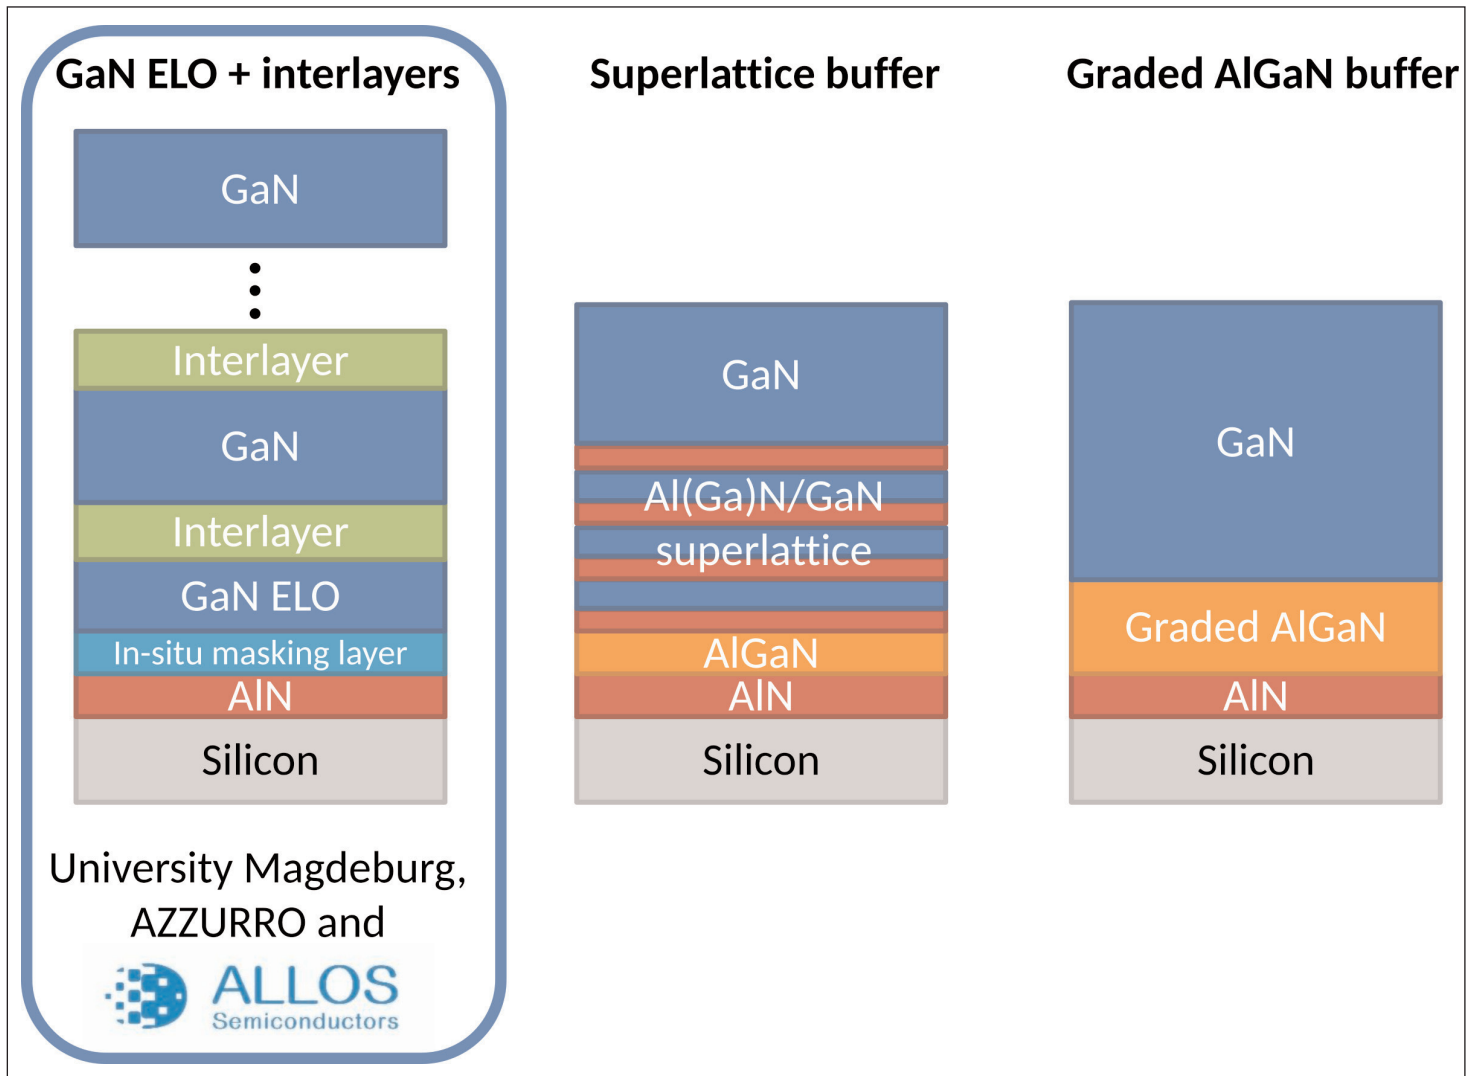 GaN ELO + interlayers
GaN
Interlayer
GaN
Interlayer
GaN ELO
In-situ masking layer
AlN
Silicon
University Magdeburg,
AZZURRO and
ALLOS
Semiconductors
Superlattice buffer
GaN
Al(Ga)N/GaN
superlattice
AlGaN
AlN
Silicon
Graded AlGaN buffer
GaN
Graded AlGaN
AlN
Silicon